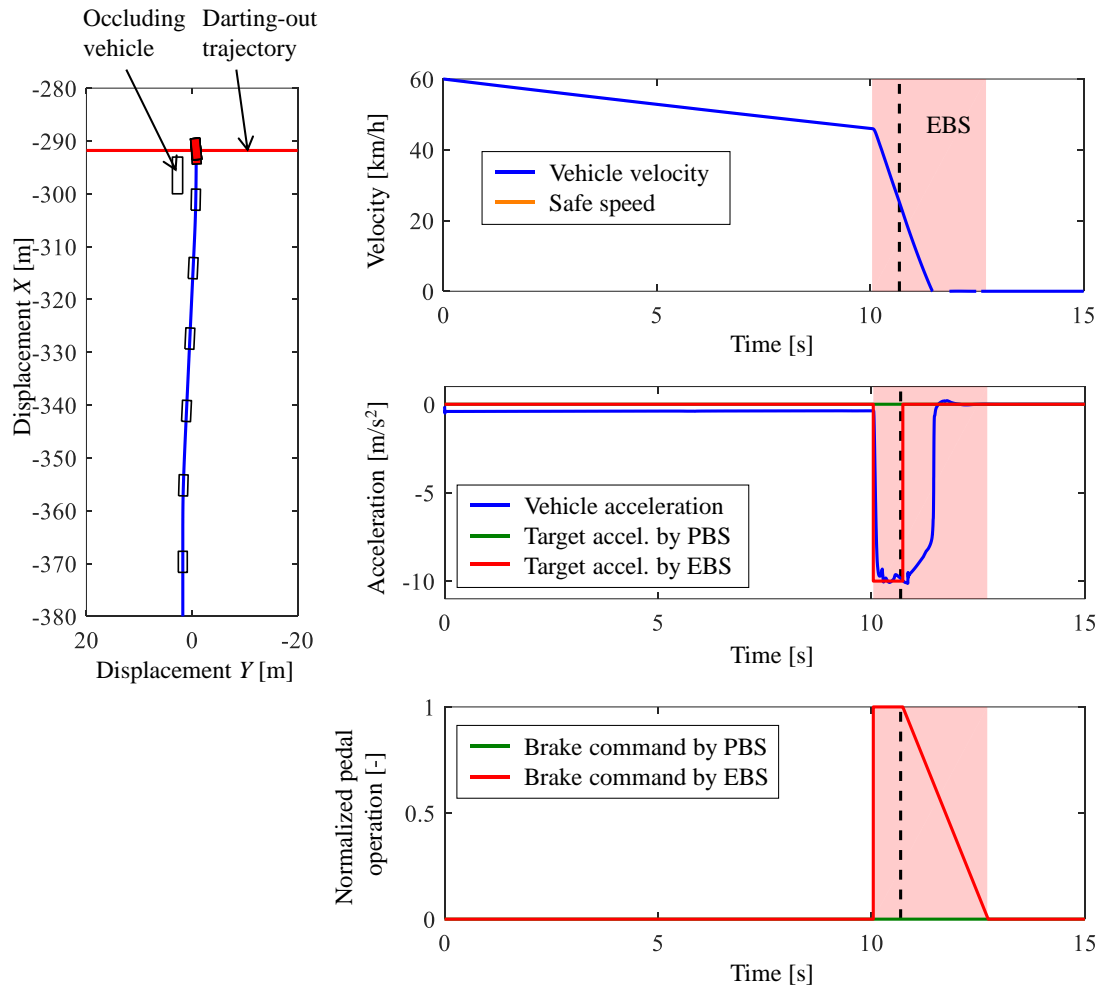 Occluding
vehicle
Darting-out
trajectory
-280
-290
-300
-310
-320
-330
-340
-350
-360
-370
-380
20
0
-20
Displacement X [m]
Displacement Y [m]
60
40
20
0
Velocity [km/h]
EBS
Vehicle velocity
Safe speed
0
5
10
15
Time [s]
0
-5
-10
Acceleration [m/s²]
Vehicle acceleration
Target accel. by PBS
Target accel. by EBS
0
5
10
15
Time [s]
1
0.5
0
Normalized pedal
operation [-]
Brake command by PBS
Brake command by EBS
0
5
10
15
Time [s]